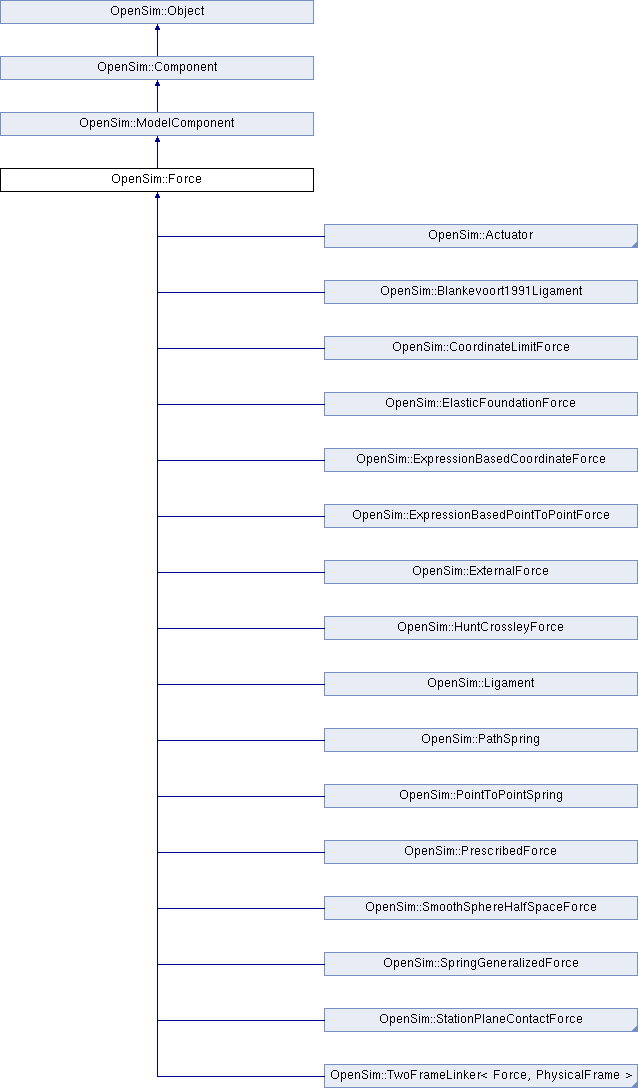 OpenSim::Object
OpenSim::Component
OpenSim::ModelComponent
OpenSim::Force
OpenSim::Actuator
OpenSim::Blankevoort1991Ligament
OpenSim::CoordinateLimitForce
OpenSim::ElasticFoundationForce
OpenSim::ExpressionBasedCoordinateForce
OpenSim::ExpressionBasedPointToPointForce
OpenSim::ExternalForce
OpenSim::HuntCrossleyForce
OpenSim::Ligament
OpenSim::PathSpring
OpenSim::PointToPointSpring
OpenSim::PrescribedForce
OpenSim::SmoothSphereHalfSpaceForce
OpenSim::SpringGeneralizedForce
OpenSim::StationPlaneContactForce
OpenSim::TwoFrameLinker< Force, PhysicalFrame >